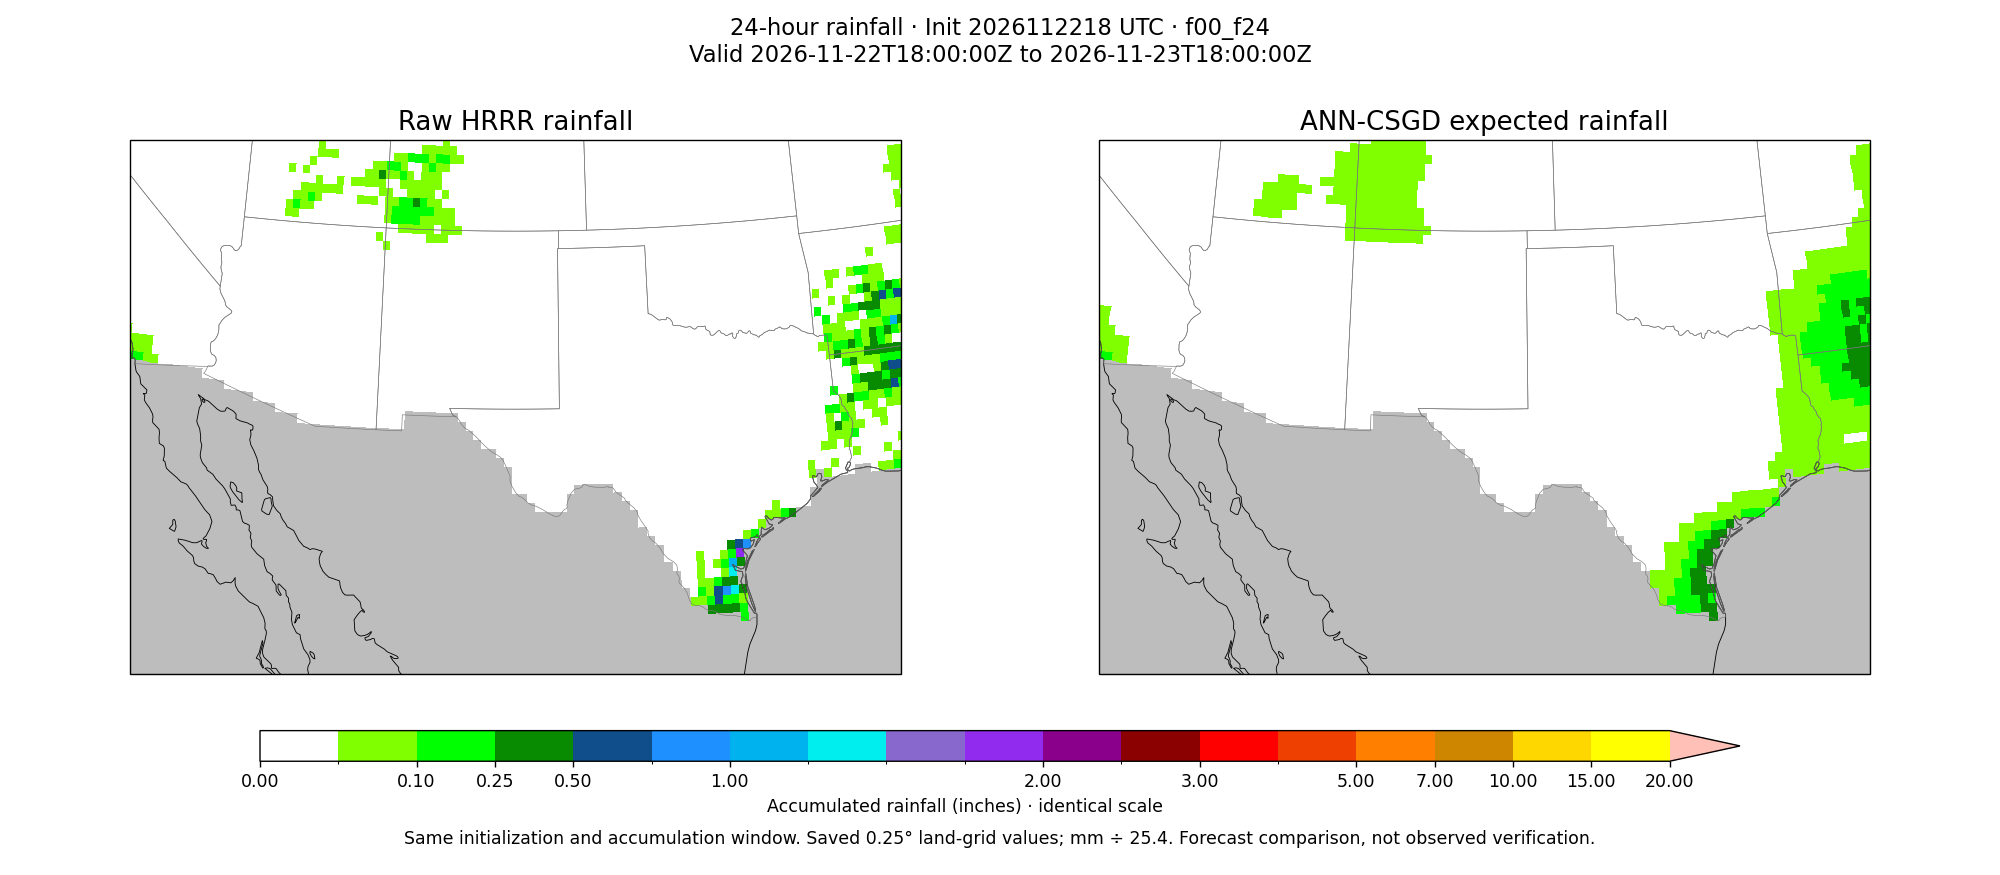 24-hour rainfall · Init 2026112218 UTC · f00_f24
Valid 2026-11-22T18:00:00Z to 2026-11-23T18:00:00Z
Raw HRRR rainfall
ANN-CSGD expected rainfall
0.00 0.10 0.25 0.50 1.00 2.00 3.00 5.00 7.00 10.00 15.00 20.00
Accumulated rainfall (inches) · identical scale
Same initialization and accumulation window. Saved 0.25° land-grid values; mm ÷ 25.4. Forecast comparison, not observed verification.